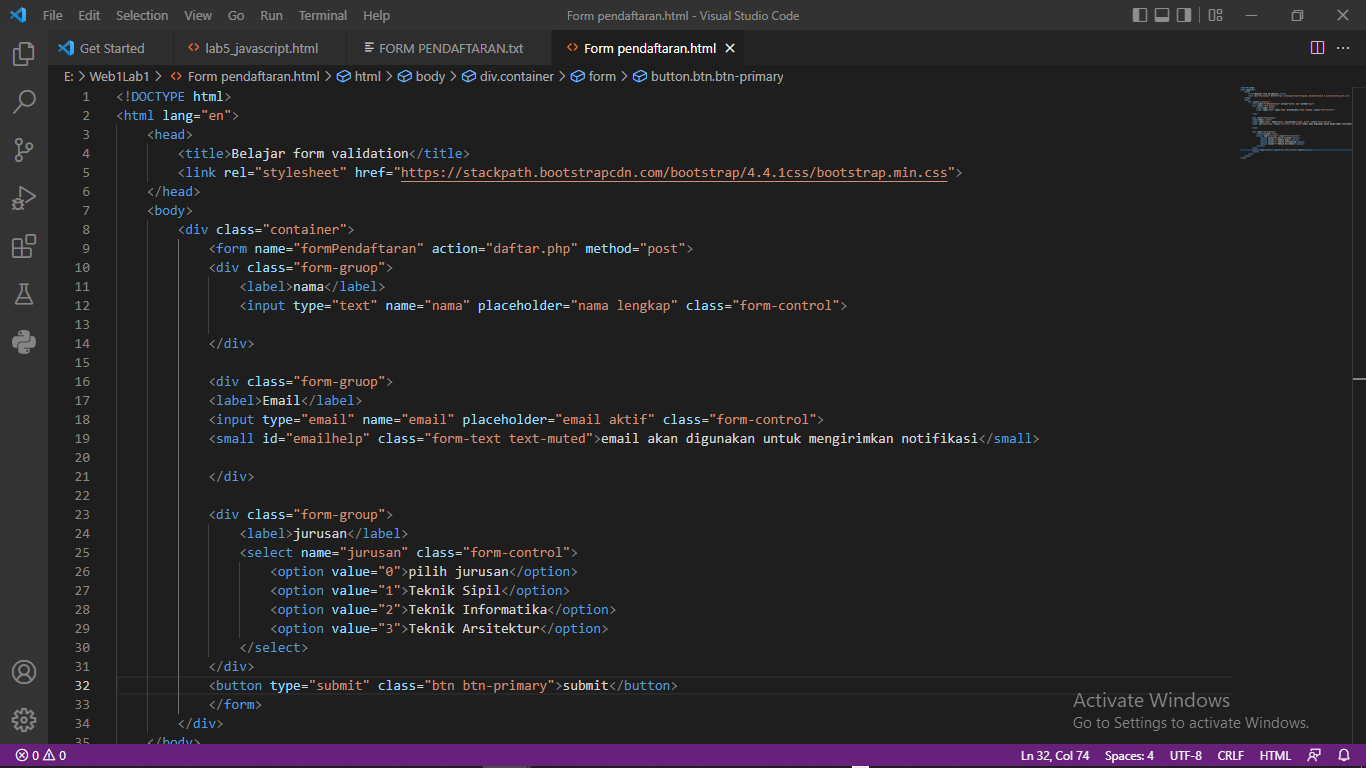 File Edit Selection View Go Run Terminal Help Form pendaftaran.html - Visual Studio Code
Get Started <> lab5_javascript.html FORM PENDAFTARAN.txt <> Form pendaftaran.html
E: > Web1Lab1 > <> Form pendaftaran.html > html > body > div.container > form > button.btn.btn-primary
1 <!DOCTYPE html>
2 <html lang="en">
3 <head>
4 <title>Belajar form validation</title>
5 <link rel="stylesheet" href="https://stackpath.bootstrapcdn.com/bootstrap/4.4.1css/bootstrap.min.css">
6 </head>
7 <body>
8 <div class="container">
9 <form name="formPendaftaran" action="daftar.php" method="post">
10 <div class="form-gruop">
11 <label>nama</label>
12 <input type="text" name="nama" placeholder="nama lengkap" class="form-control">
13
14 </div>
15
16 <div class="form-gruop">
17 <label>Email</label>
18 <input type="email" name="email" placeholder="email aktif" class="form-control">
19 <small id="emailhelp" class="form-text text-muted">email akan digunakan untuk mengirimkan notifikasi</small>
20
21 </div>
22
23 <div class="form-group">
24 <label>jurusan</label>
25 <select name="jurusan" class="form-control">
26 <option value="0">pilih jurusan</option>
27 <option value="1">Teknik Sipil</option>
28 <option value="2">Teknik Informatika</option>
29 <option value="3">Teknik Arsitektur</option>
30 </select>
31 </div>
32 <button type="submit" class="btn btn-primary">submit</button>
33 </form>
34 </div>
35 </body>
Activate Windows
Go to Settings to activate Windows.
0 0 Ln 32, Col 74 Spaces: 4 UTF-8 CRLF HTML